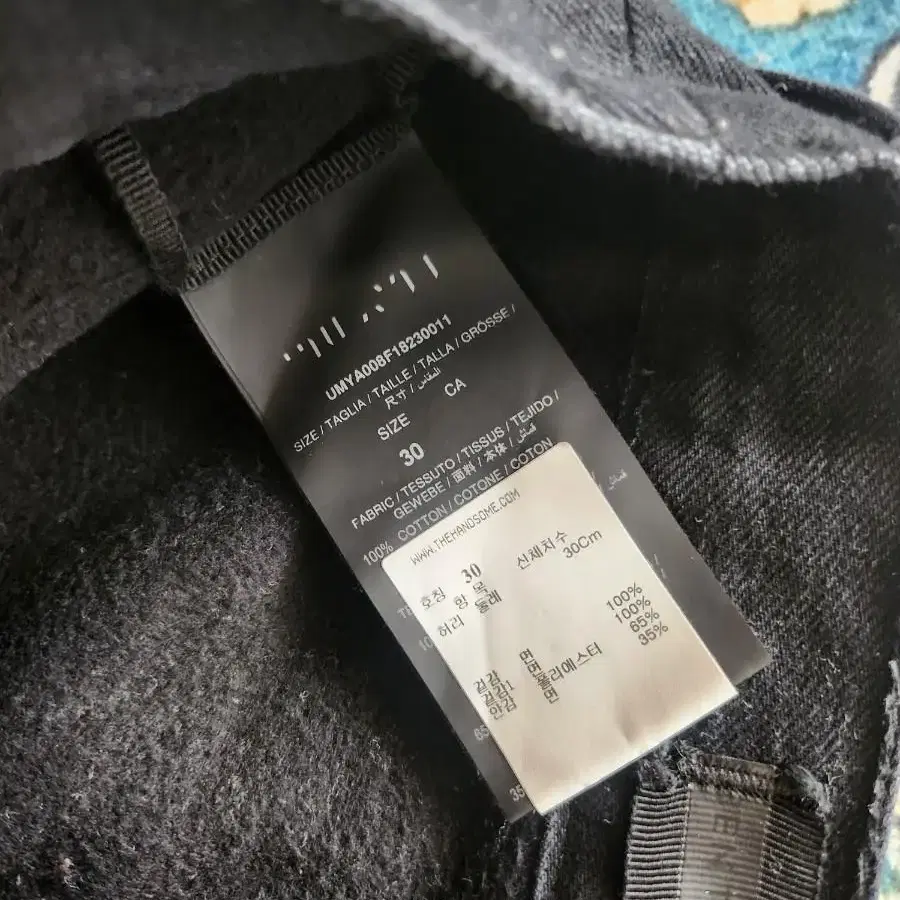 UMYA008F18230011
SIZE / TAGLIA / TAILLE / TALLA / GRÖSSE /
尺寸 / المقاس
SIZE CA
30
FABRIC / TESSUTO / TISSUS / TEJIDO /
GEWEBE / 面料 / 本体 / قماش
100% COTTON / COTONE / COTTON
WWW.THEHANDSOME.COM
호칭 30
항목 신체치수
허리둘레 30Cm
겉감 면 100%
겉감1 면 100%
안감 폴리에스터 65%
면 35%